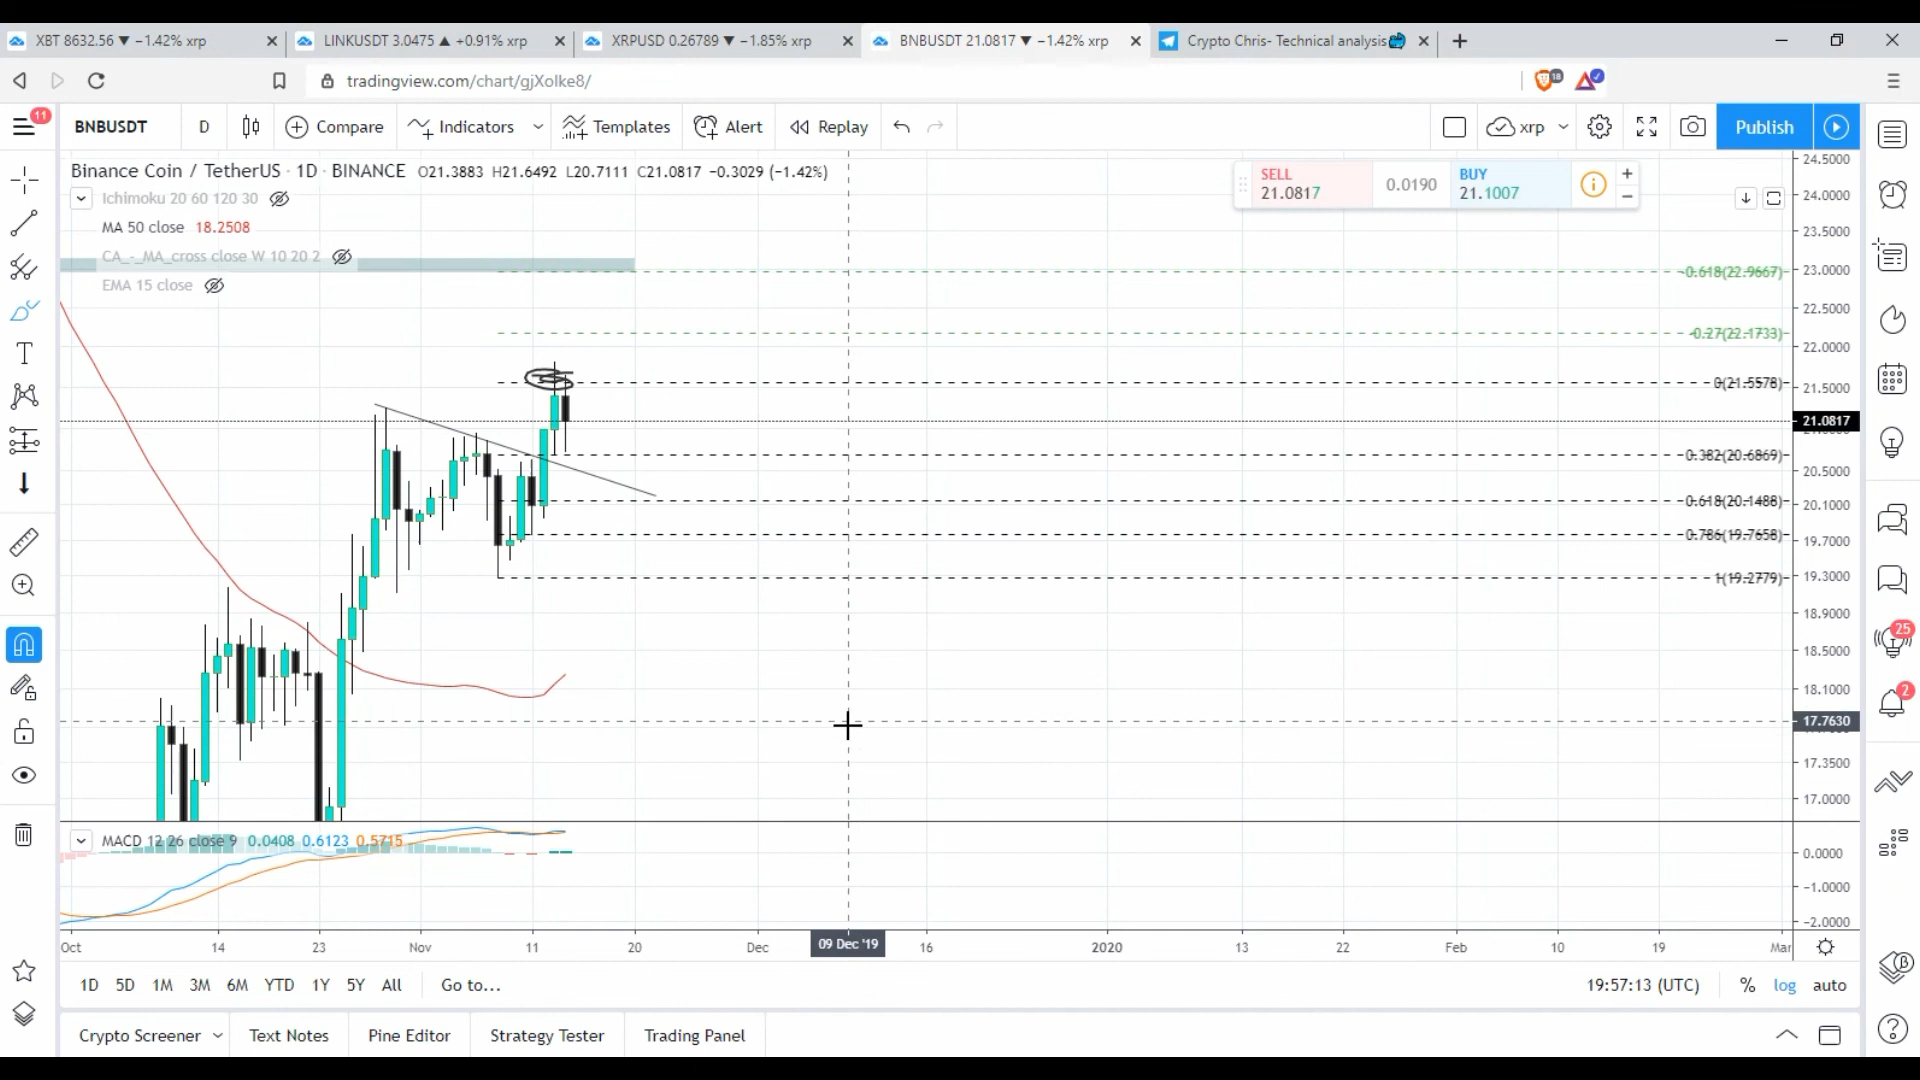 XBT 8632.56 ▼ −1.42% xrp
LINKUSDT 3.0475 ▲ +0.91% xrp
XRPUSD 0.26789 ▼ −1.85% xrp
BNBUSDT 21.0817 ▼ −1.42% xrp
Crypto Chris- Technical analysis
tradingview.com/chart/gjXolke8/
18
11
BNBUSDT D Compare Indicators Templates Alert Replay xrp Publish
Binance Coin / TetherUS · 1D · BINANCE O21.3883 H21.6492 L20.7111 C21.0817 −0.3029 (−1.42%)
SELL 21.0817
0.0190
BUY 21.1007
Ichimoku 20 60 120 30
MA 50 close 18.2508
CA_-_MA_cross close W 10 20 2
EMA 15 close
-0.618(22.9667)
-0.27(22.1733)
0(21.5578)
0.382(20.6869)
0.618(20.1488)
0.786(19.7658)
1(19.2779)
24.5000
24.0000
23.5000
23.0000
22.5000
22.0000
21.5000
21.0817
20.5000
20.1000
19.7000
19.3000
18.9000
18.5000
18.1000
17.7630
17.3500
17.0000
25
2
MACD 12 26 close 9 0.0408 0.6123 0.5715
0.0000
−1.0000
−2.0000
Oct 14 23 Nov 11 20 Dec 09 Dec '19 16 2020 13 22 Feb 10 19 Mar
1D 5D 1M 3M 6M YTD 1Y 5Y All Go to... 19:57:13 (UTC) % log auto
Crypto Screener Text Notes Pine Editor Strategy Tester Trading Panel